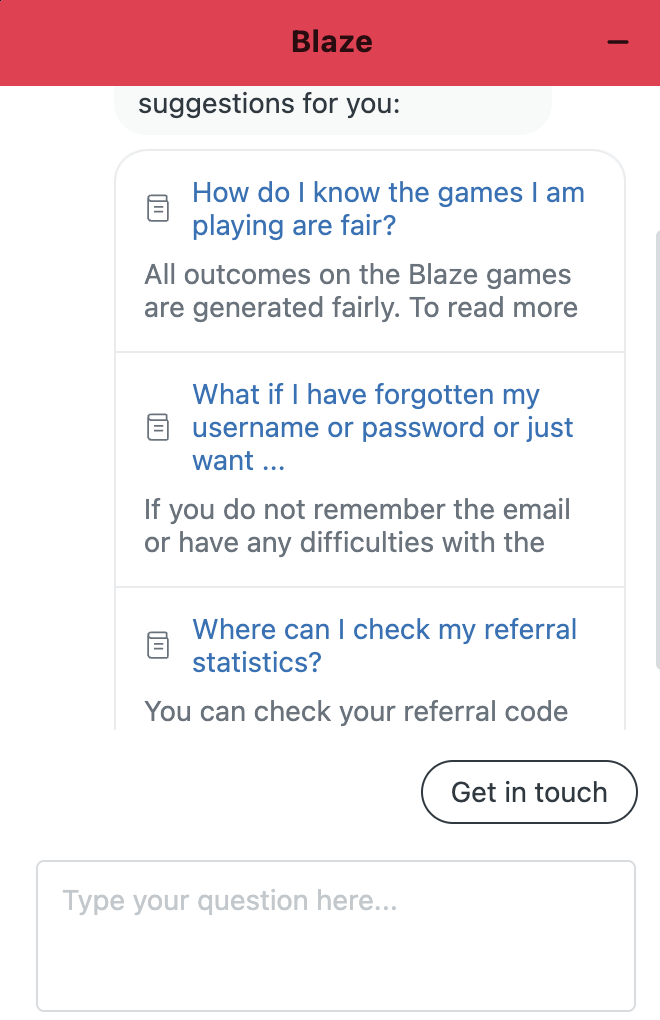 Blaze
suggestions for you:
How do I know the games I am
playing are fair?
All outcomes on the Blaze games
are generated fairly. To read more
What if I have forgotten my
username or password or just
want ...
If you do not remember the email
or have any difficulties with the
Where can I check my referral
statistics?
You can check your referral code
Get in touch
Type your question here...